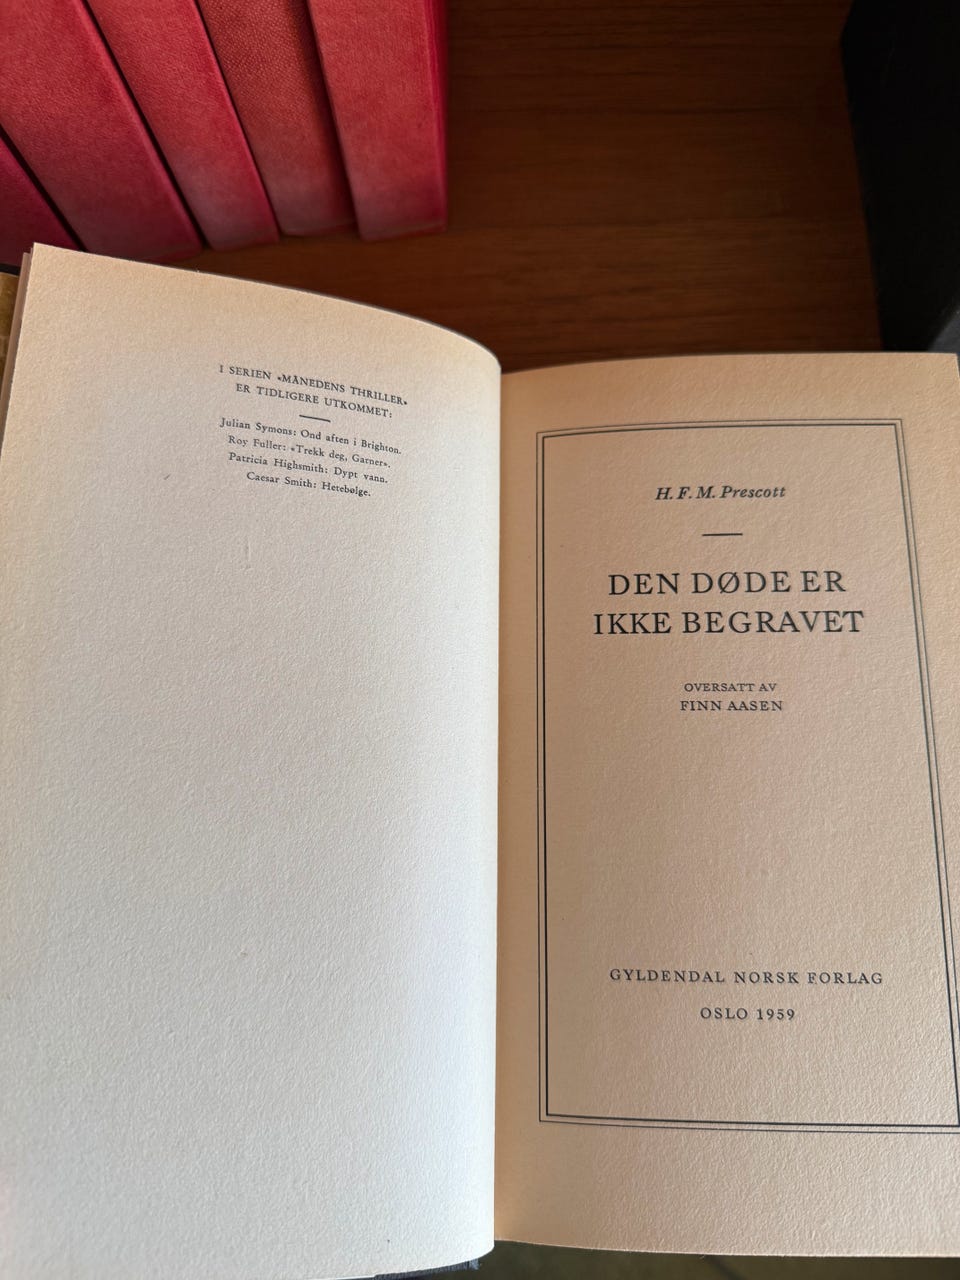 I SERIEN «MÅNEDENS THRILLER»
ER TIDLIGERE UTKOMMET:
Julian Symons: Ond aften i Brighton.
Roy Fuller: «Trekk deg, Garner».
Patricia Highsmith: Dypt vann.
Caesar Smith: Hetebølge.
H. F. M. Prescott
DEN DØDE ER
IKKE BEGRAVET
OVERSATT AV
FINN AASEN
GYLDENDAL NORSK FORLAG
OSLO 1959